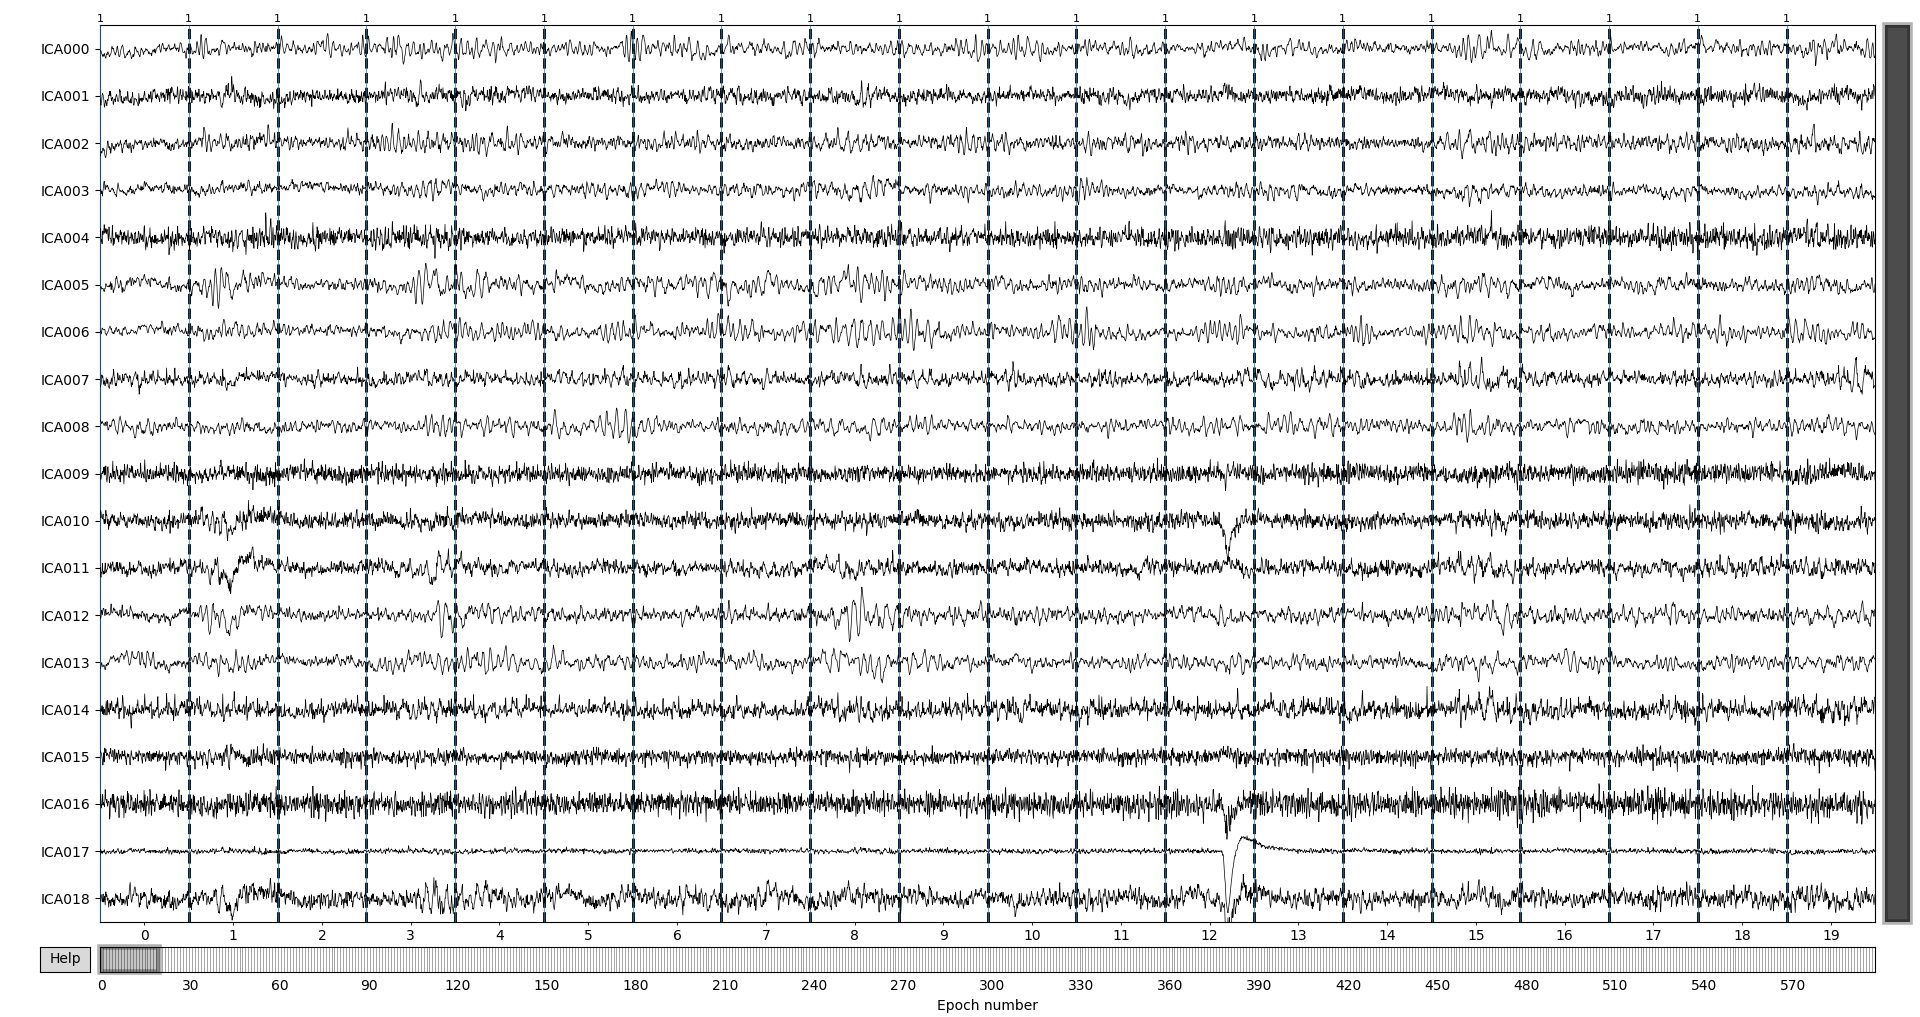 1 1 1 1 1 1 1 1 1 1 1 1 1 1 1 1 1 1 1 1
ICA000
ICA001
ICA002
ICA003
ICA004
ICA005
ICA006
ICA007
ICA008
ICA009
ICA010
ICA011
ICA012
ICA013
ICA014
ICA015
ICA016
ICA017
ICA018
0 1 2 3 4 5 6 7 8 9 10 11 12 13 14 15 16 17 18 19
Help
0 30 60 90 120 150 180 210 240 270 300 330 360 390 420 450 480 510 540 570
Epoch number